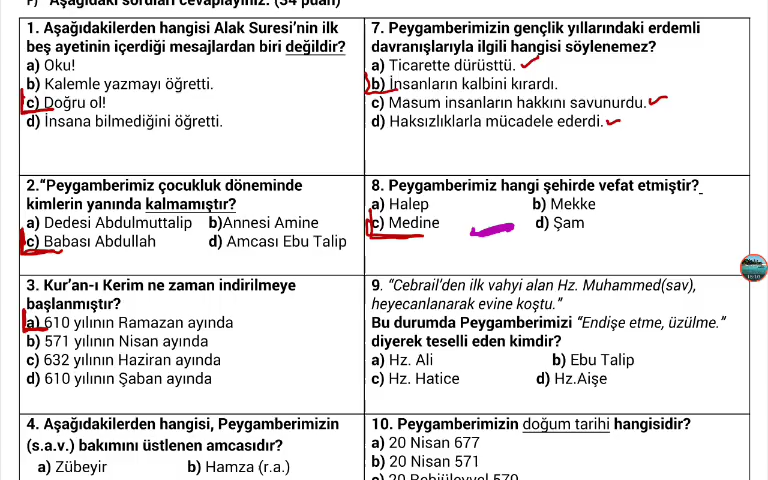 F) Aşağıdaki soruları cevaplayınız. (34 puan)
1. Aşağıdakilerden hangisi Alak Suresi’nin ilk
beş ayetinin içerdiği mesajlardan biri değildir?
a) Oku!
b) Kalemle yazmayı öğretti.
c) Doğru ol!
d) İnsana bilmediğini öğretti.
7. Peygamberimizin gençlik yıllarındaki erdemli
davranışlarıyla ilgili hangisi söylenemez?
a) Ticarette dürüsttü.
b) İnsanların kalbini kırardı.
c) Masum insanların hakkını savunurdu.
d) Haksızlıklarla mücadele ederdi.
2.“Peygamberimiz çocukluk döneminde
kimlerin yanında kalmamıştır?
a) Dedesi Abdulmuttalip b)Annesi Amine
c) Babası Abdullah d) Amcası Ebu Talip
8. Peygamberimiz hangi şehirde vefat etmiştir?
a) Halep b) Mekke
c) Medine d) Şam
3. Kur’an-ı Kerim ne zaman indirilmeye
başlanmıştır?
a) 610 yılının Ramazan ayında
b) 571 yılının Nisan ayında
c) 632 yılının Haziran ayında
d) 610 yılının Şaban ayında
9. “Cebrail’den ilk vahyi alan Hz. Muhammed(sav),
heyecanlanarak evine koştu.”
Bu durumda Peygamberimizi “Endişe etme, üzülme.”
diyerek teselli eden kimdir?
a) Hz. Ali b) Ebu Talip
c) Hz. Hatice d) Hz.Aişe
4. Aşağıdakilerden hangisi, Peygamberimizin
(s.a.v.) bakımını üstlenen amcasıdır?
a) Zübeyir b) Hamza (r.a.)
10. Peygamberimizin doğum tarihi hangisidir?
a) 20 Nisan 677
b) 20 Nisan 571
c) 20 Rebiülevvel 570